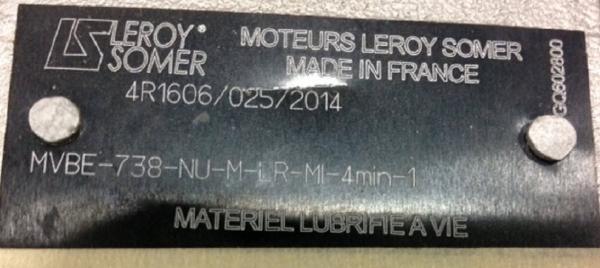 LEROY®
SOMER
MOTEURS LEROY SOMER
MADE IN FRANCE
4R1606/025/2014
GQ602800
MVBE-738-NU-M-LR-MI-4min-1
MATERIEL LUBRIFIE A VIE